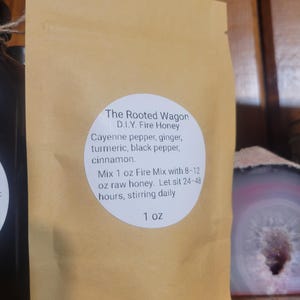 The Rooted Wagon
D.I.Y. Fire Honey
Cayenne pepper, ginger,
turmeric, black pepper,
cinnamon.
Mix 1 oz Fire Mix with 8-12
oz raw honey. Let sit 24-48
hours, stirring daily
1 oz